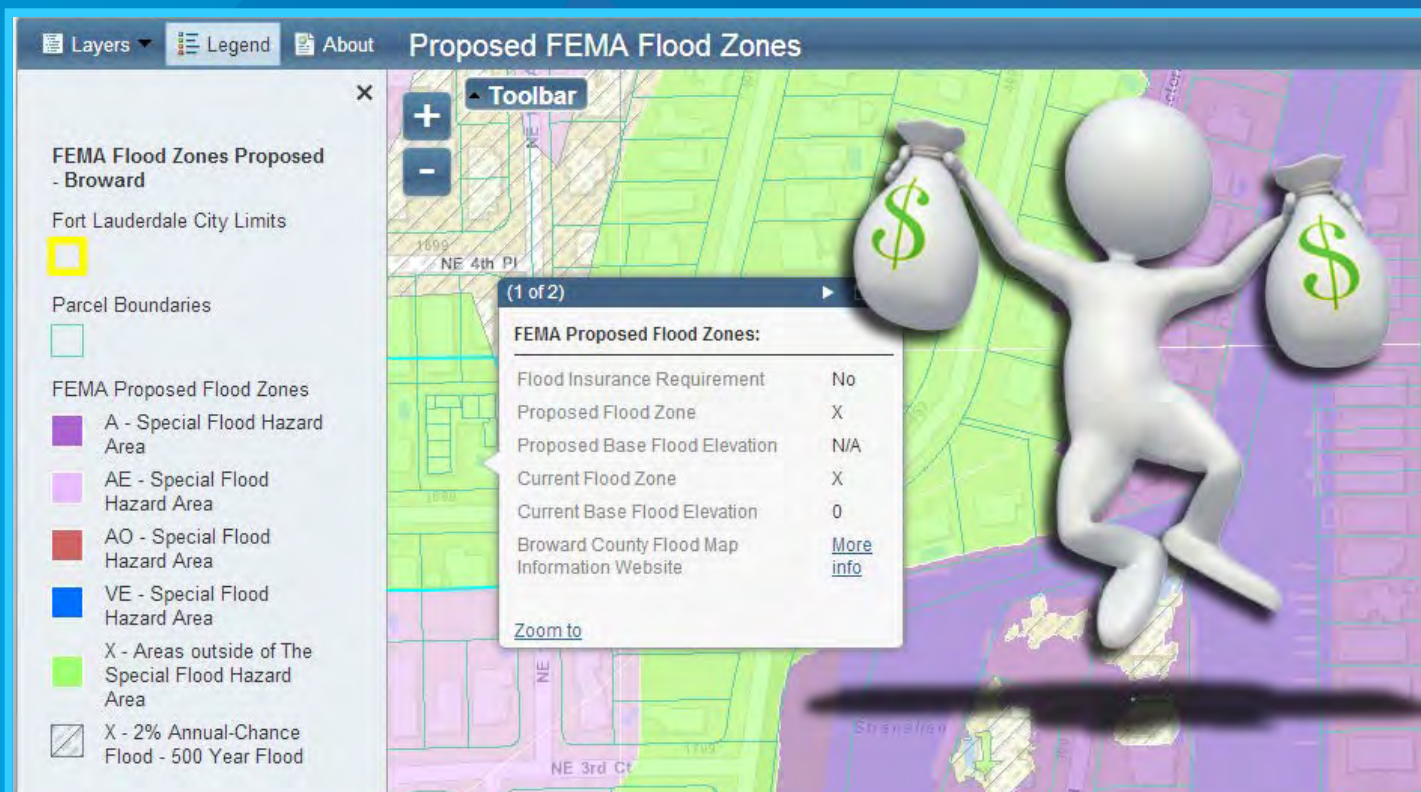 Layers Legend About Proposed FEMA Flood Zones
FEMA Flood Zones Proposed
- Broward
Fort Lauderdale City Limits
Parcel Boundaries
FEMA Proposed Flood Zones
A - Special Flood Hazard
Area
AE - Special Flood
Hazard Area
AO - Special Flood
Hazard Area
VE - Special Flood
Hazard Area
X - Areas outside of The
Special Flood Hazard
Area
X - 2% Annual-Chance
Flood - 500 Year Flood
+ Toolbar
-
1699
NE 4th Pl
(1 of 2)
FEMA Proposed Flood Zones:
Flood Insurance Requirement No
Proposed Flood Zone X
Proposed Base Flood Elevation N/A
Current Flood Zone X
Current Base Flood Elevation 0
Broward County Flood Map More
Information Website info
Zoom to
$
$
NE
NE 3rd Ct